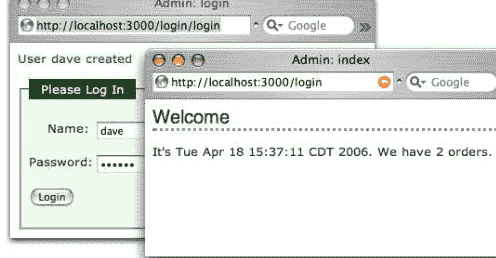 Admin: login
http://localhost:3000/login/login
Google
User dave created
Please Log In
Name: dave
Password: ••••••
Login
Admin: index
http://localhost:3000/login
Google
Welcome
It's Tue Apr 18 15:37:11 CDT 2006. We have 2 orders.